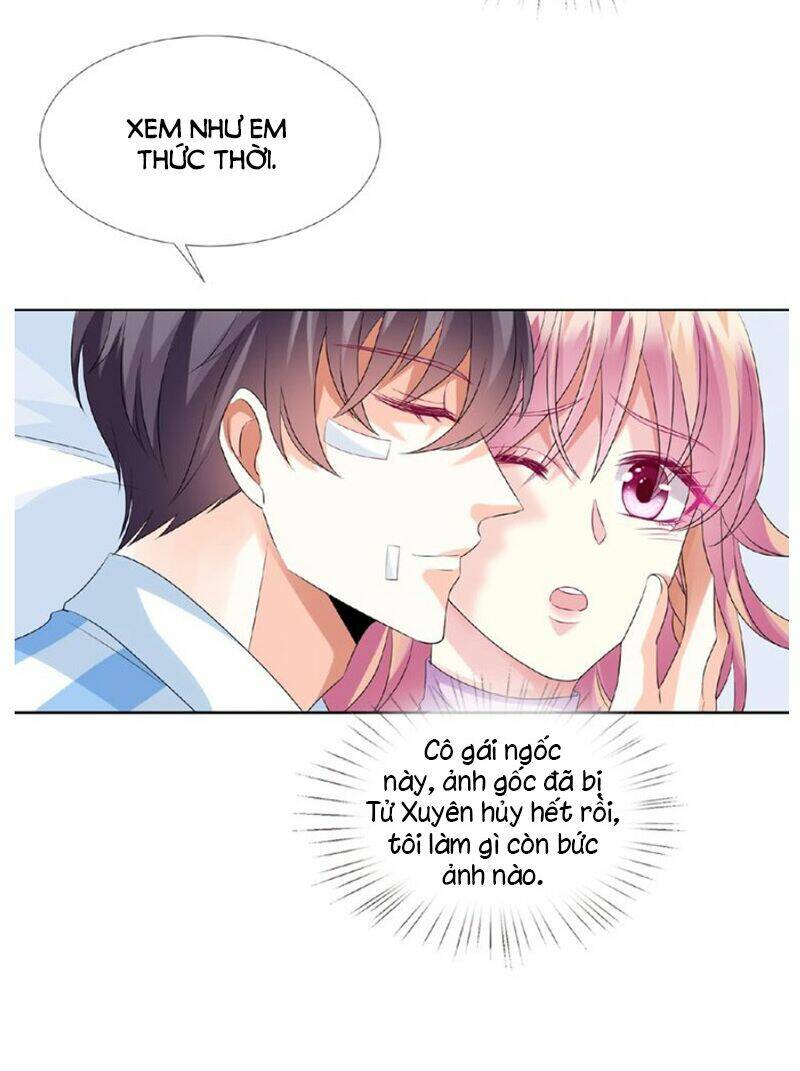 XEM NHƯ EM
THỨC THỜI.
Cô gái ngốc
này, ảnh gốc đã bị
Tử Xuyên hủy hết rồi,
tôi làm gì còn bức
ảnh nào.